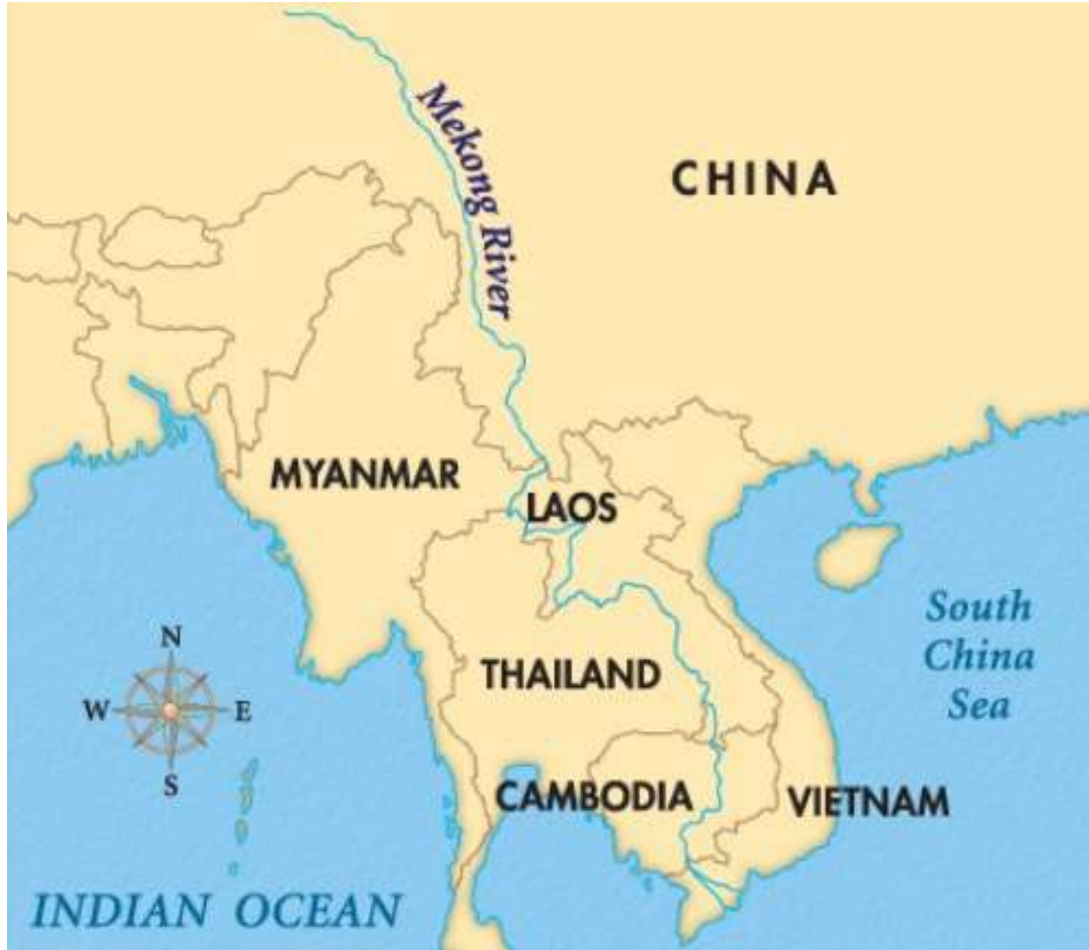 Mekong River
CHINA
MYANMAR
LAOS
South
China
Sea
THAILAND
N
W
E
S
CAMBODIA
VIETNAM
INDIAN OCEAN